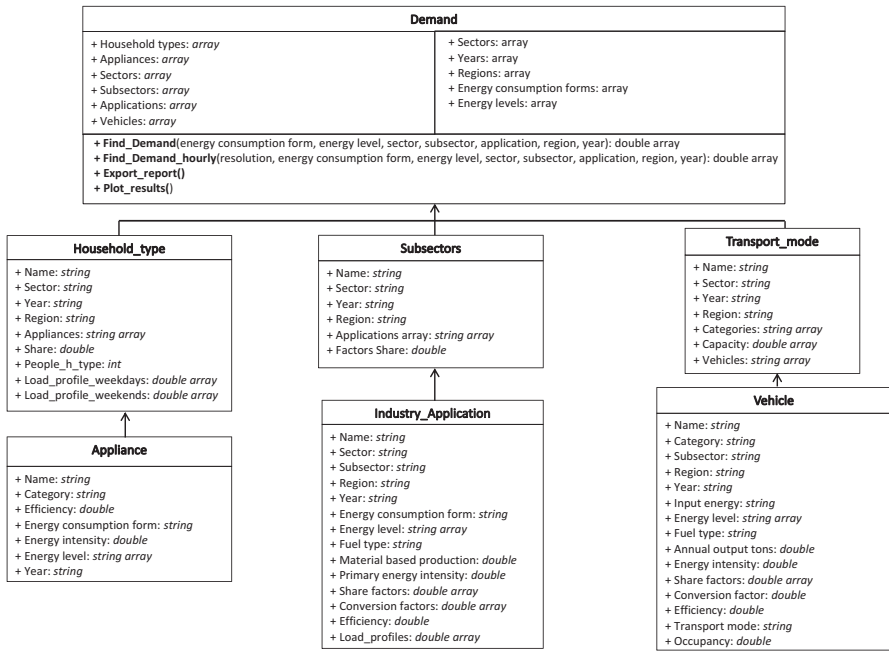 Demand
+ Household types: array
+ Appliances: array
+ Sectors: array
+ Subsectors: array
+ Applications: array
+ Vehicles: array
+ Sectors: array
+ Years: array
+ Regions: array
+ Energy consumption forms: array
+ Energy levels: array
+ Find_Demand(energy consumption form, energy level, sector, subsector, application, region, year): double array
+ Find_Demand_hourly(resolution, energy consumption form, energy level, sector, subsector, application, region, year): double array
+ Export_report()
+ Plot_results()
Household_type
+ Name: string
+ Sector: string
+ Year: string
+ Region: string
+ Appliances: string array
+ Share: double
+ People_h_type: int
+ Load_profile_weekdays: double array
+ Load_profile_weekends: double array
Subsectors
+ Name: string
+ Sector: string
+ Year: string
+ Region: string
+ Applications array: string array
+ Factors Share: double
Transport_mode
+ Name: string
+ Sector: string
+ Year: string
+ Region: string
+ Categories: string array
+ Capacity: double array
+ Vehicles: string array
Appliance
+ Name: string
+ Category: string
+ Efficiency: double
+ Energy consumption form: string
+ Energy intensity: double
+ Energy level: string array
+ Year: string
Industry_Application
+ Name: string
+ Sector: string
+ Subsector: string
+ Region: string
+ Year: string
+ Energy consumption form: string
+ Energy level: string array
+ Fuel type: string
+ Material based production: double
+ Primary energy intensity: double
+ Share factors: double array
+ Conversion factors: double array
+ Efficiency: double
+ Load_profiles: double array
Vehicle
+ Name: string
+ Category: string
+ Subsector: string
+ Region: string
+ Year: string
+ Input energy: string
+ Energy level: string array
+ Fuel type: string
+ Annual output tons: double
+ Energy intensity: double
+ Share factors: double array
+ Conversion factor: double
+ Efficiency: double
+ Transport mode: string
+ Occupancy: double